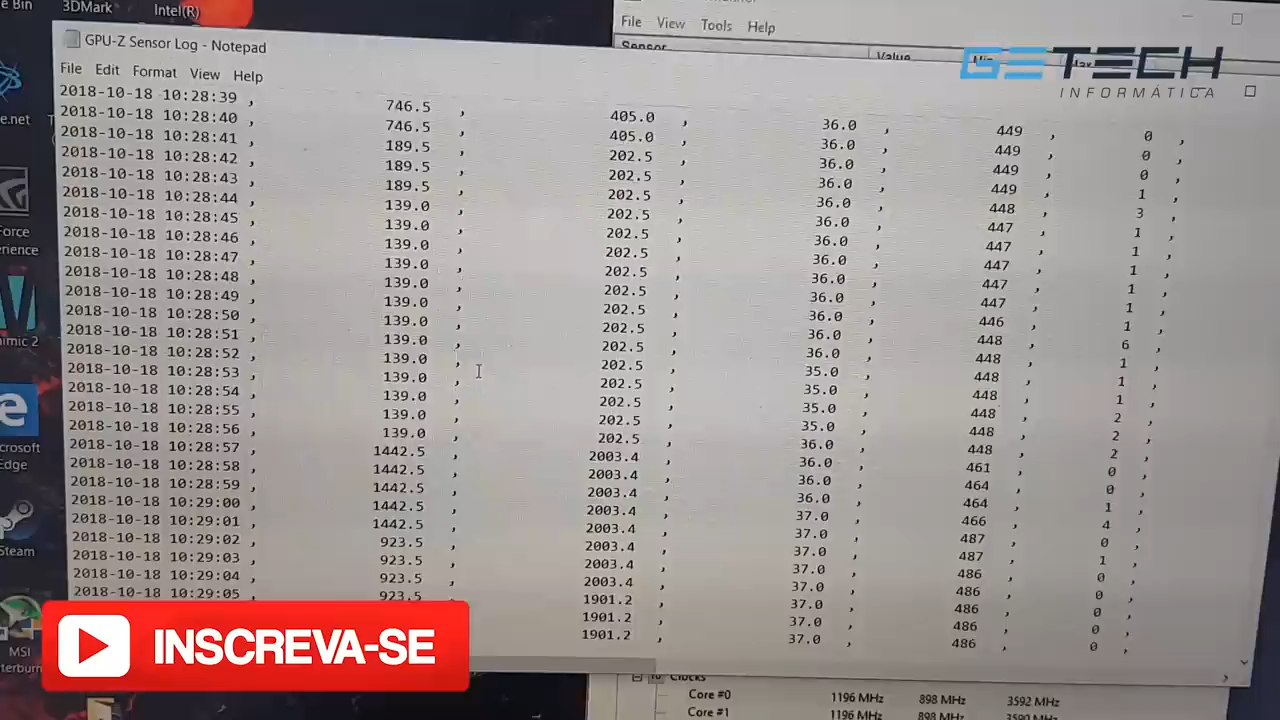 e Bin
3DMark
Intel(R)
File View Tools Help
GPU-Z Sensor Log - Notepad
Sensor
Value
GETECH
INFORMÁTICA
File Edit Format View Help
2018-10-18 10:28:39 , 746.5 , 405.0 , 36.0 , 449 , 0 ,
2018-10-18 10:28:40 , 746.5 , 405.0 , 36.0 , 449 , 0 ,
2018-10-18 10:28:41 , 189.5 , 202.5 , 36.0 , 449 , 0 ,
2018-10-18 10:28:42 , 189.5 , 202.5 , 36.0 , 449 , 1 ,
2018-10-18 10:28:43 , 189.5 , 202.5 , 36.0 , 448 , 3 ,
2018-10-18 10:28:44 , 139.0 , 202.5 , 36.0 , 447 , 1 ,
2018-10-18 10:28:45 , 139.0 , 202.5 , 36.0 , 447 , 1 ,
2018-10-18 10:28:46 , 139.0 , 202.5 , 36.0 , 447 , 1 ,
2018-10-18 10:28:47 , 139.0 , 202.5 , 36.0 , 447 , 1 ,
2018-10-18 10:28:48 , 139.0 , 202.5 , 36.0 , 447 , 1 ,
2018-10-18 10:28:49 , 139.0 , 202.5 , 36.0 , 446 , 1 ,
2018-10-18 10:28:50 , 139.0 , 202.5 , 36.0 , 448 , 6 ,
2018-10-18 10:28:51 , 139.0 , 202.5 , 36.0 , 448 , 1 ,
2018-10-18 10:28:52 , 139.0 , 202.5 , 35.0 , 448 , 1 ,
2018-10-18 10:28:53 , 139.0 , 202.5 , 35.0 , 448 , 1 ,
2018-10-18 10:28:54 , 139.0 , 202.5 , 35.0 , 448 , 2 ,
2018-10-18 10:28:55 , 139.0 , 202.5 , 35.0 , 448 , 2 ,
2018-10-18 10:28:56 , 139.0 , 202.5 , 36.0 , 448 , 2 ,
2018-10-18 10:28:57 , 1442.5 , 2003.4 , 36.0 , 461 , 0 ,
2018-10-18 10:28:58 , 1442.5 , 2003.4 , 36.0 , 464 , 0 ,
2018-10-18 10:28:59 , 1442.5 , 2003.4 , 36.0 , 464 , 1 ,
2018-10-18 10:29:00 , 1442.5 , 2003.4 , 37.0 , 466 , 4 ,
2018-10-18 10:29:01 , 1442.5 , 2003.4 , 37.0 , 487 , 0 ,
2018-10-18 10:29:02 , 923.5 , 2003.4 , 37.0 , 487 , 1 ,
2018-10-18 10:29:03 , 923.5 , 2003.4 , 37.0 , 486 , 0 ,
2018-10-18 10:29:04 , 923.5 , 2003.4 , 37.0 , 486 , 0 ,
2018-10-18 10:29:05 , 923.5 , 1901.2 , 37.0 , 486 , 0 ,
1901.2 , 37.0 , 486 , 0 ,
1901.2 , 37.0 , 486 , 0 ,
e.net
Force
rience
mimic 2
crosoft
Edge
Steam
MSI
terburn
INSCREVA-SE
Clocks
Core #0 1196 MHz 898 MHz 3592 MHz
Core #1 1196 MHz 898 MHz 3590 MHz